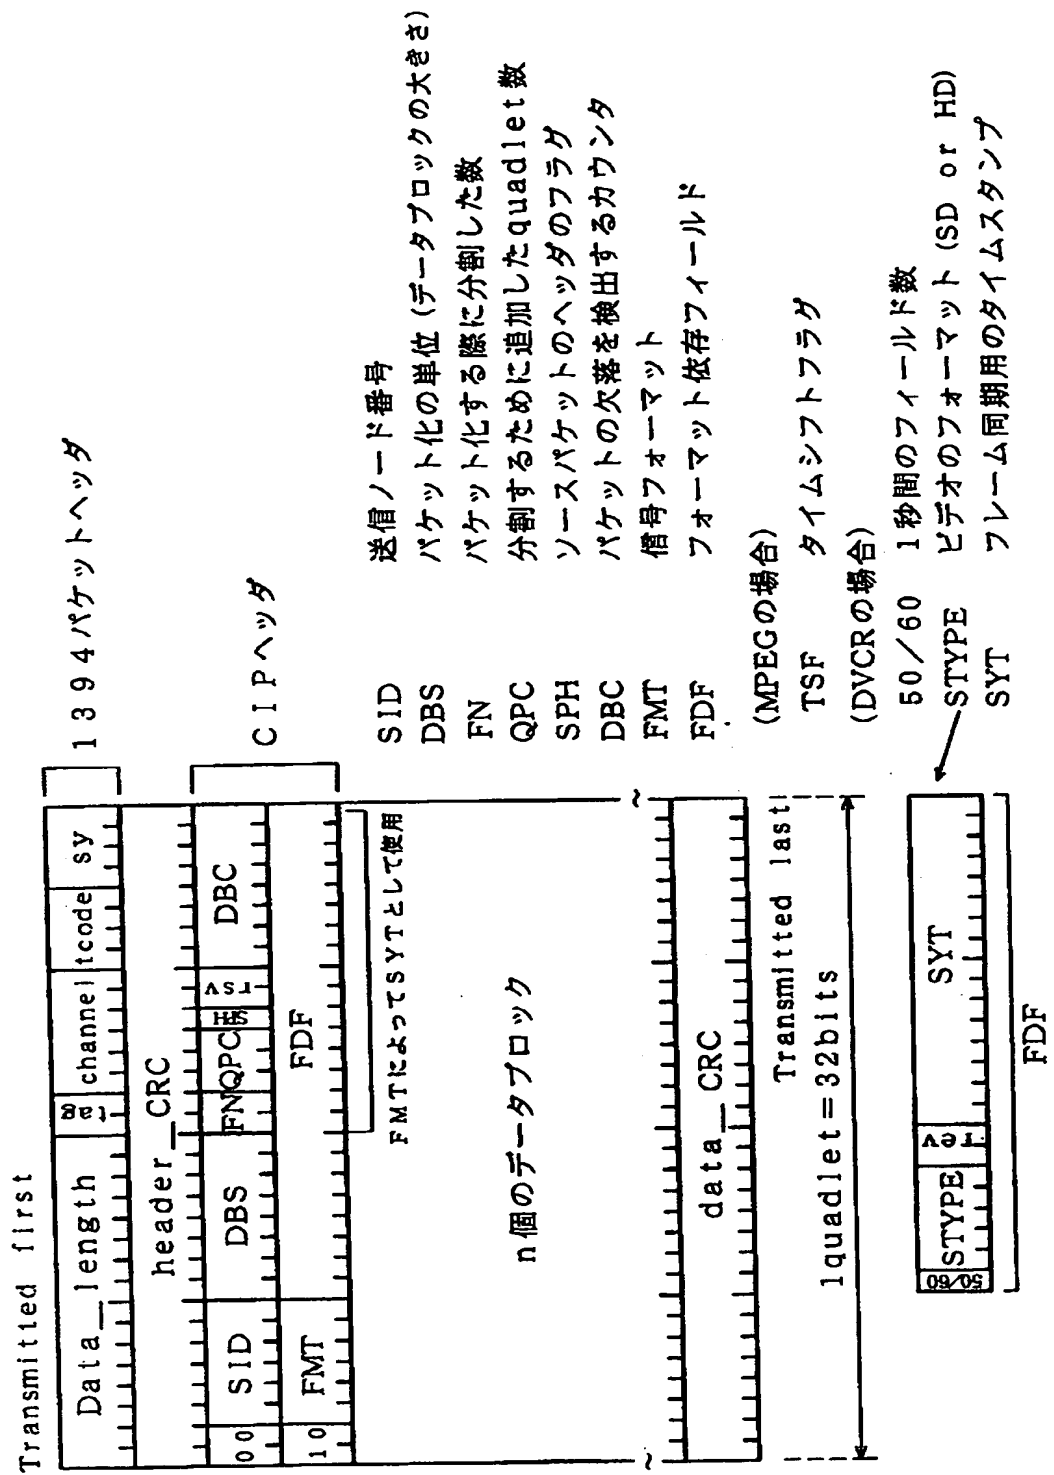 Transmitted first
Data_length tag channel tcode sy
1394パケットヘッダ
header_CRC
00 SID DBS FN QPC SPH rsv DBC
CIPヘッダ
10 FMT FDF
FMTによってSYTとして使用
n個のデータブロック
data_CRC
Transmitted last
1quadlet=32bits
50/60 STYPE rev SYT
FDF
SID 送信ノード番号
DBS パケット化の単位(データブロックの大きさ)
FN パケット化する際に分割した数
QPC 分割するために追加したquadlet数
SPH ソースパケットのヘッダのフラグ
DBC パケットの欠落を検出するカウンタ
FMT 信号フォーマット
FDF フォーマット依存フィールド
(MPEGの場合)
TSF タイムシフトフラグ
(DVCRの場合)
50/60 1秒間のフィールド数
STYPE ビデオのフォーマット(SD or HD)
SYT フレーム同期用のタイムスタンプ